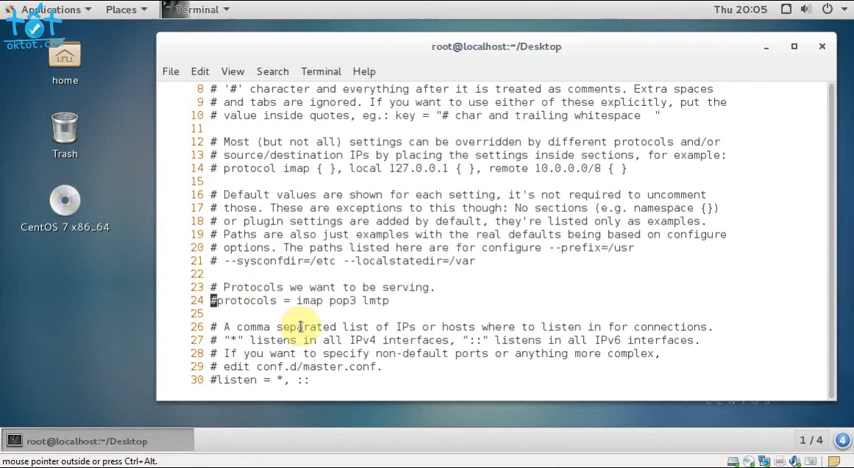 Applications Places Terminal Thu 20:05
oktot.com
root@localhost:~/Desktop
File Edit View Search Terminal Help
home
Trash
CentOS 7 x86_64
8 # '#' character and everything after it is treated as comments. Extra spaces
9 # and tabs are ignored. If you want to use either of these explicitly, put the
10 # value inside quotes, eg.: key = "# char and trailing whitespace  "
11
12 # Most (but not all) settings can be overridden by different protocols and/or
13 # source/destination IPs by placing the settings inside sections, for example:
14 # protocol imap { }, local 127.0.0.1 { }, remote 10.0.0.0/8 { }
15
16 # Default values are shown for each setting, it's not required to uncomment
17 # those. These are exceptions to this though: No sections (e.g. namespace {})
18 # or plugin settings are added by default, they're listed only as examples.
19 # Paths are also just examples with the real defaults being based on configure
20 # options. The paths listed here are for configure --prefix=/usr
21 # --sysconfdir=/etc --localstatedir=/var
22
23 # Protocols we want to be serving.
24 #protocols = imap pop3 lmtp
25
26 # A comma separated list of IPs or hosts where to listen in for connections.
27 # "*" listens in all IPv4 interfaces, "::" listens in all IPv6 interfaces.
28 # If you want to specify non-default ports or anything more complex,
29 # edit conf.d/master.conf.
30 #listen = *, ::
root@localhost:~/Desktop 1 / 4 4
mouse pointer outside or press Ctrl+Alt.